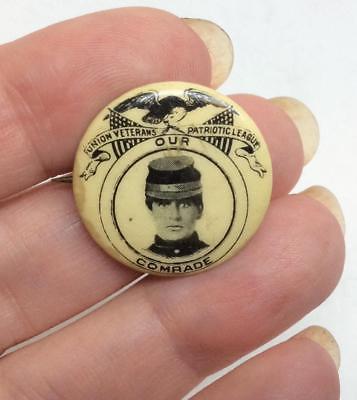 UNION VETERANS PATRIOTIC LEAGUE
OUR
COMRADE